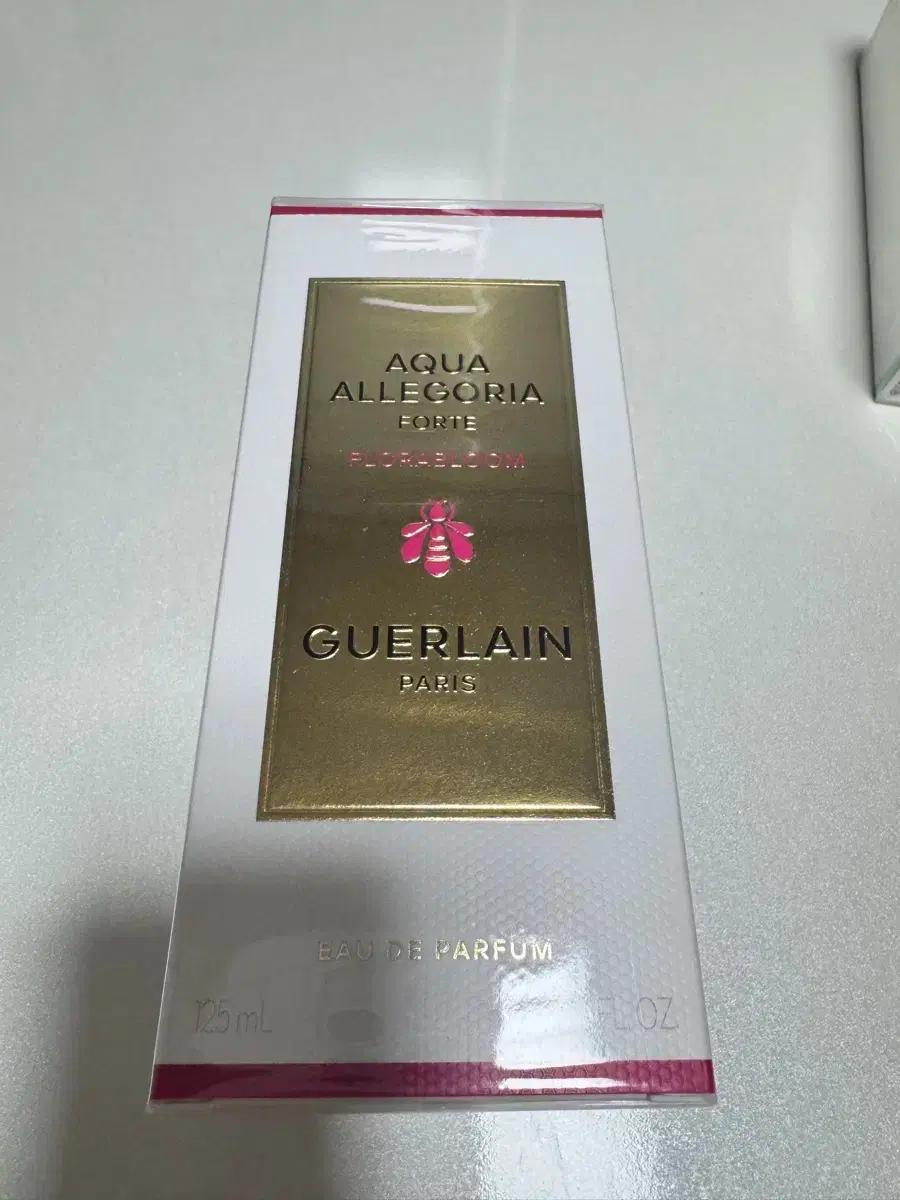 AQUA
ALLEGORIA
FORTE
FLORABLOOM
GUERLAIN
PARIS
EAU DE PARFUM
125 mL
FL.OZ